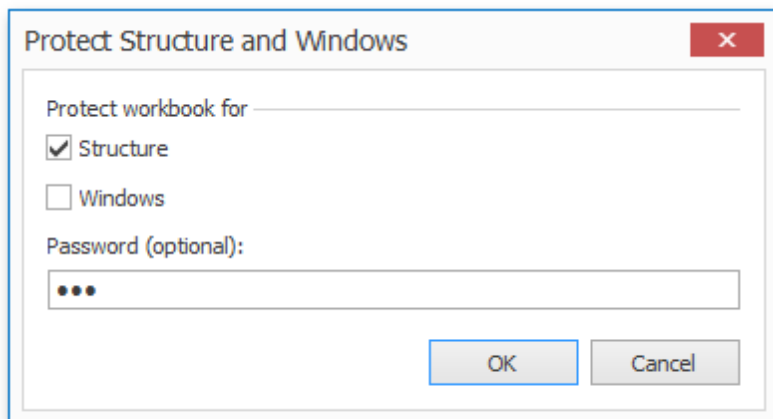 Protect Structure and Windows
Protect workbook for
Structure
Windows
Password (optional):
•••
OK
Cancel